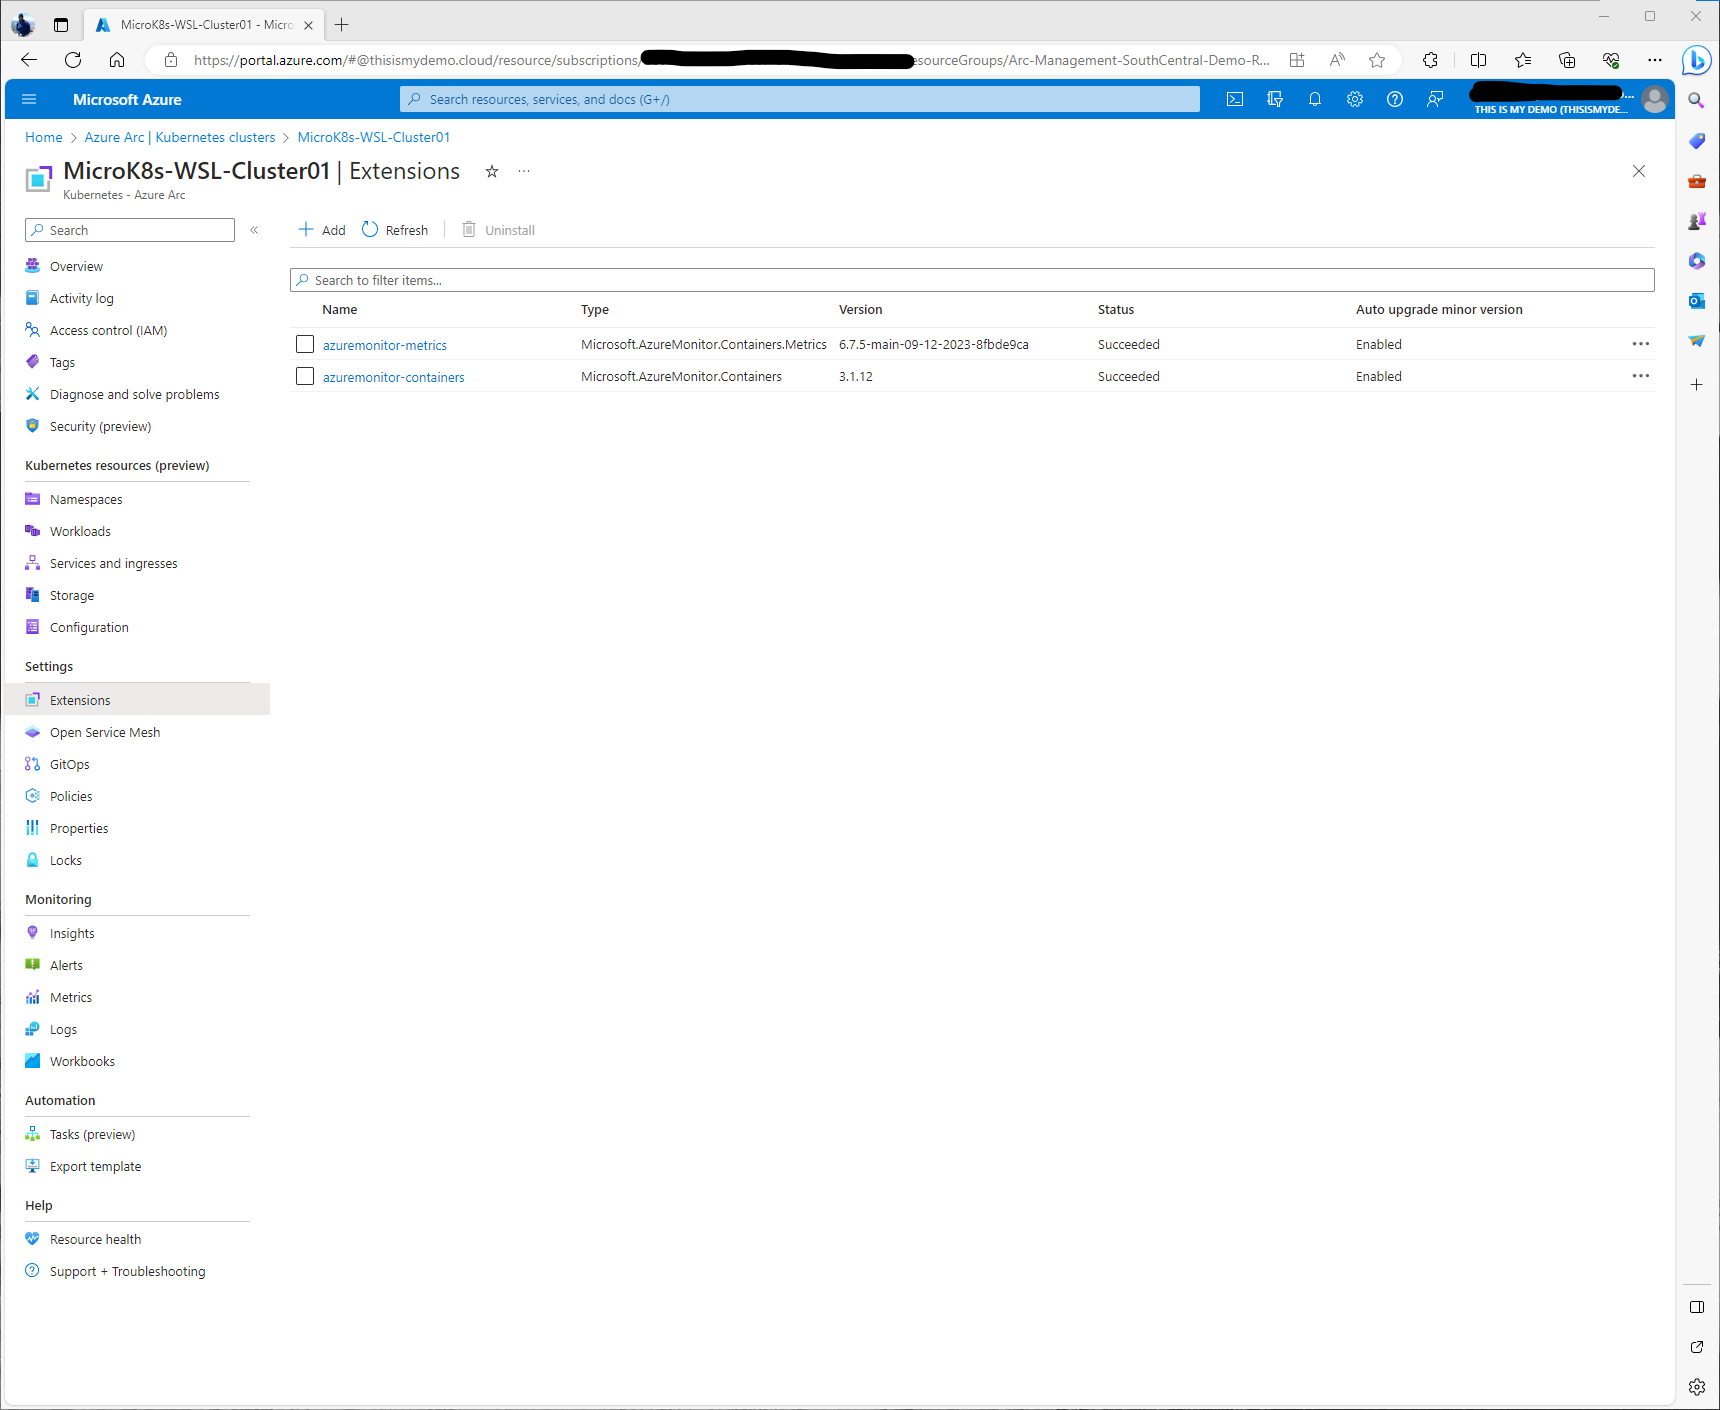 MicroK8s-WSL-Cluster01 - Micro
https://portal.azure.com/#@thisismydemo.cloud/resource/subscriptions/ esourceGroups/Arc-Management-SouthCentral-Demo-R...
Microsoft Azure
Search resources, services, and docs (G+/)
...
THIS IS MY DEMO (THISISMYDE...
Home > Azure Arc | Kubernetes clusters > MicroK8s-WSL-Cluster01
MicroK8s-WSL-Cluster01 | Extensions
Kubernetes - Azure Arc
Search
Add
Refresh
Uninstall
Search to filter items...
Name Type Version Status Auto upgrade minor version
azuremonitor-metrics Microsoft.AzureMonitor.Containers.Metrics 6.7.5-main-09-12-2023-8fbde9ca Succeeded Enabled
azuremonitor-containers Microsoft.AzureMonitor.Containers 3.1.12 Succeeded Enabled
Overview
Activity log
Access control (IAM)
Tags
Diagnose and solve problems
Security (preview)
Kubernetes resources (preview)
Namespaces
Workloads
Services and ingresses
Storage
Configuration
Settings
Extensions
Open Service Mesh
GitOps
Policies
Properties
Locks
Monitoring
Insights
Alerts
Metrics
Logs
Workbooks
Automation
Tasks (preview)
Export template
Help
Resource health
Support + Troubleshooting